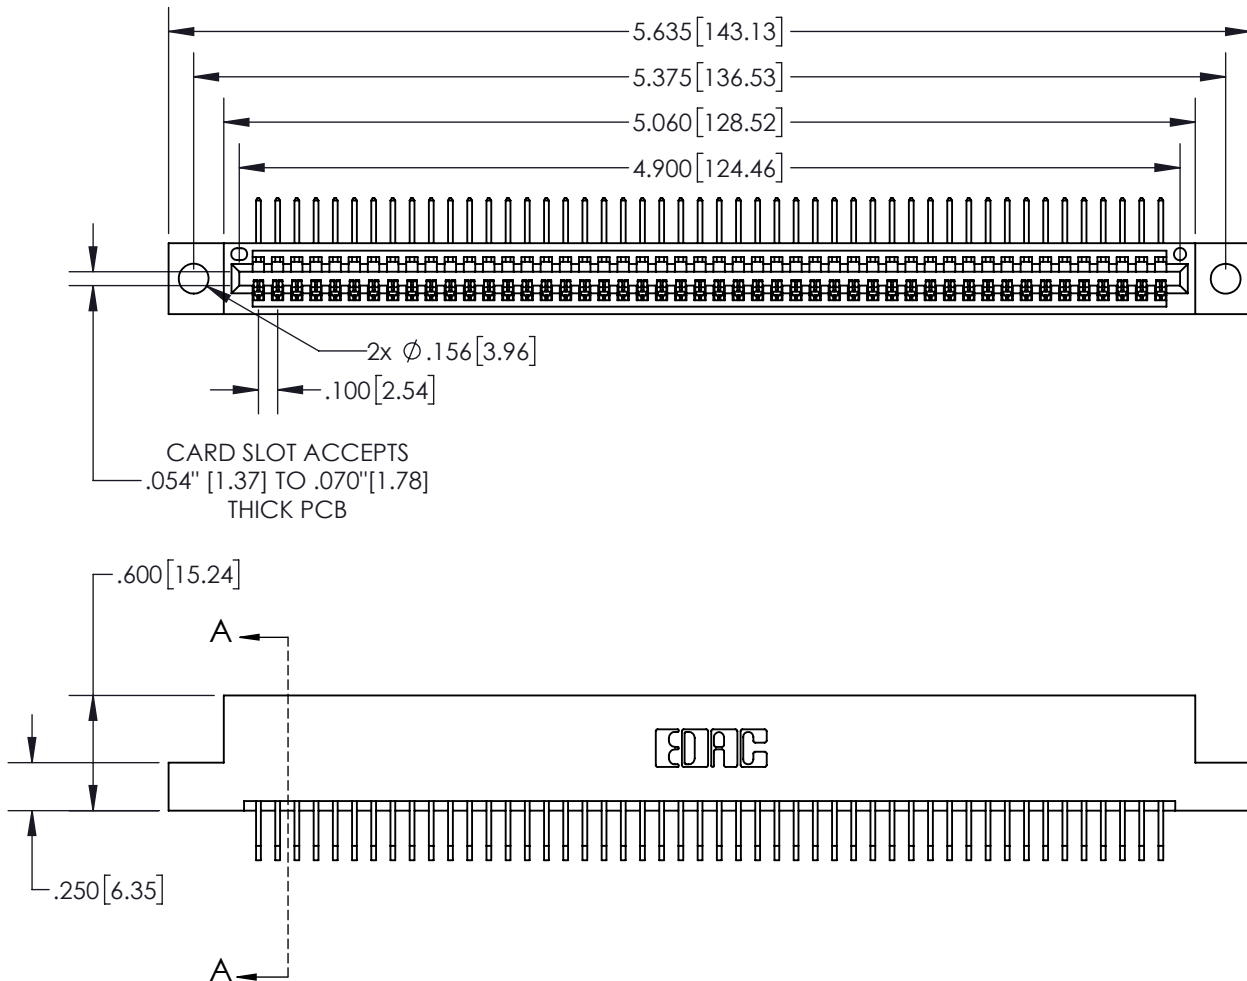 5.635[143.13]
5.375[136.53]
5.060[128.52]
4.900[124.46]
2x Ø.156[3.96]
.100[2.54]
CARD SLOT ACCEPTS
.054" [1.37] TO .070"[1.78]
THICK PCB
.600[15.24]
A
EDAC
.250[6.35]
A